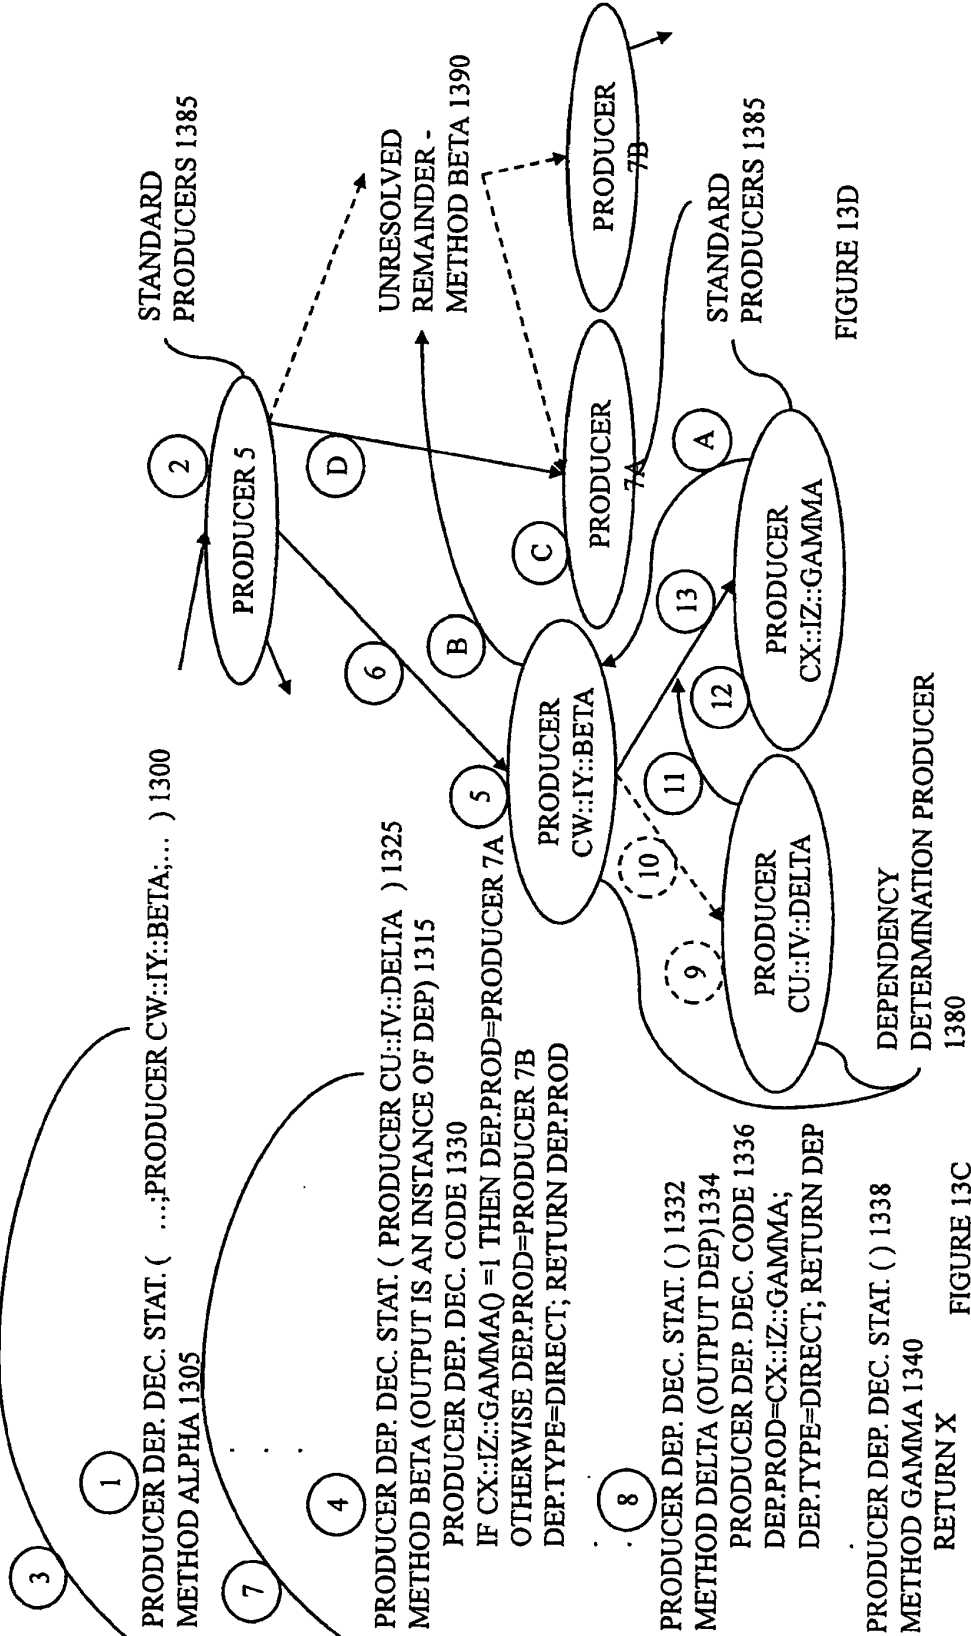 3
1
PRODUCER DEP. DEC. STAT. ( ...;PRODUCER CW::IY::BETA;... ) 1300
METHOD ALPHA 1305
7
4
PRODUCER DEP. DEC. STAT. ( PRODUCER CU::IV::DELTA ) 1325
METHOD BETA (OUTPUT IS AN INSTANCE OF DEP) 1315
PRODUCER DEP. DEC. CODE 1330
IF CX::IZ::GAMMA() =1 THEN DEP.PROD=PRODUCER 7A
OTHERWISE DEP.PROD=PRODUCER 7B
DEP.TYPE=DIRECT; RETURN DEP.PROD
8
PRODUCER DEP. DEC. STAT. ( ) 1332
METHOD DELTA (OUTPUT DEP)1334
PRODUCER DEP. DEC. CODE 1336
DEP.PROD=CX::IZ::GAMMA;
DEP.TYPE=DIRECT; RETURN DEP
PRODUCER DEP. DEC. STAT. ( ) 1338
METHOD GAMMA 1340
RETURN X
FIGURE 13C
STANDARD
PRODUCERS 1385
2
PRODUCER 5
6
D
UNRESOLVED
REMAINDER -
METHOD BETA 1390
B
5
PRODUCER
CW::IY::BETA
C
PRODUCER
7A
PRODUCER
7B
10
9
11
12
13
A
PRODUCER
CU::IV::DELTA
PRODUCER
CX::IZ::GAMMA
STANDARD
PRODUCERS 1385
DEPENDENCY
DETERMINATION PRODUCER
1380
FIGURE 13D